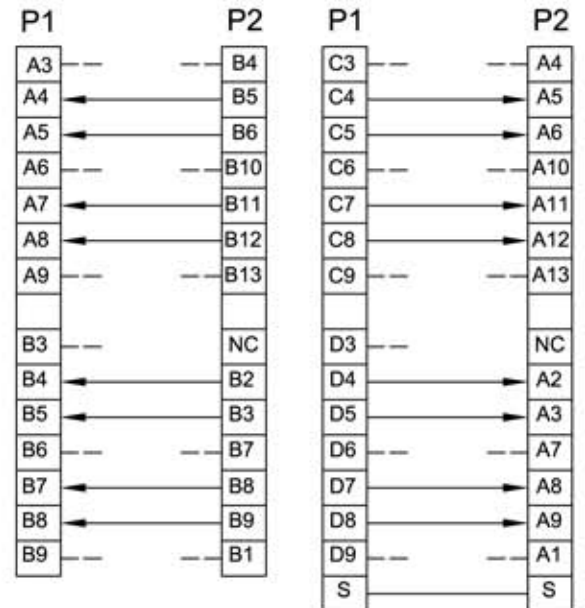 P1 P2 P1 P2
A3 B4 C3 A4
A4 B5 C4 A5
A5 B6 C5 A6
A6 B10 C6 A10
A7 B11 C7 A11
A8 B12 C8 A12
A9 B13 C9 A13
B3 NC D3 NC
B4 B2 D4 A2
B5 B3 D5 A3
B6 B7 D6 A7
B7 B8 D7 A8
B8 B9 D8 A9
B9 B1 D9 A1
S S